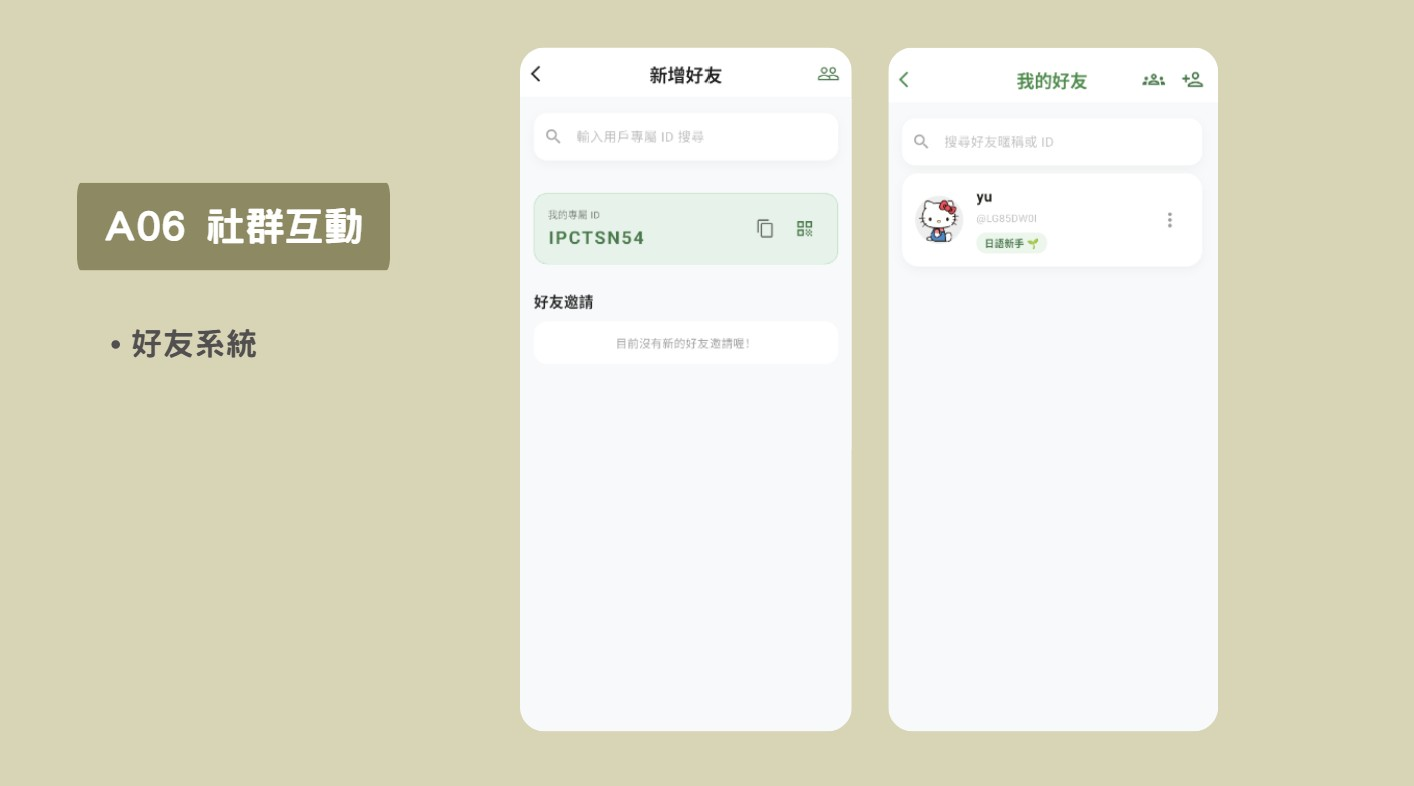 A06 社群互動
• 好友系統
新增好友
輸入用戶專屬 ID 搜尋
我的專屬 ID
IPCTSN54
好友邀請
目前沒有新的好友邀請喔!
我的好友
搜尋好友暱稱或 ID
yu
@LG85DW0I
日語新手 🌱